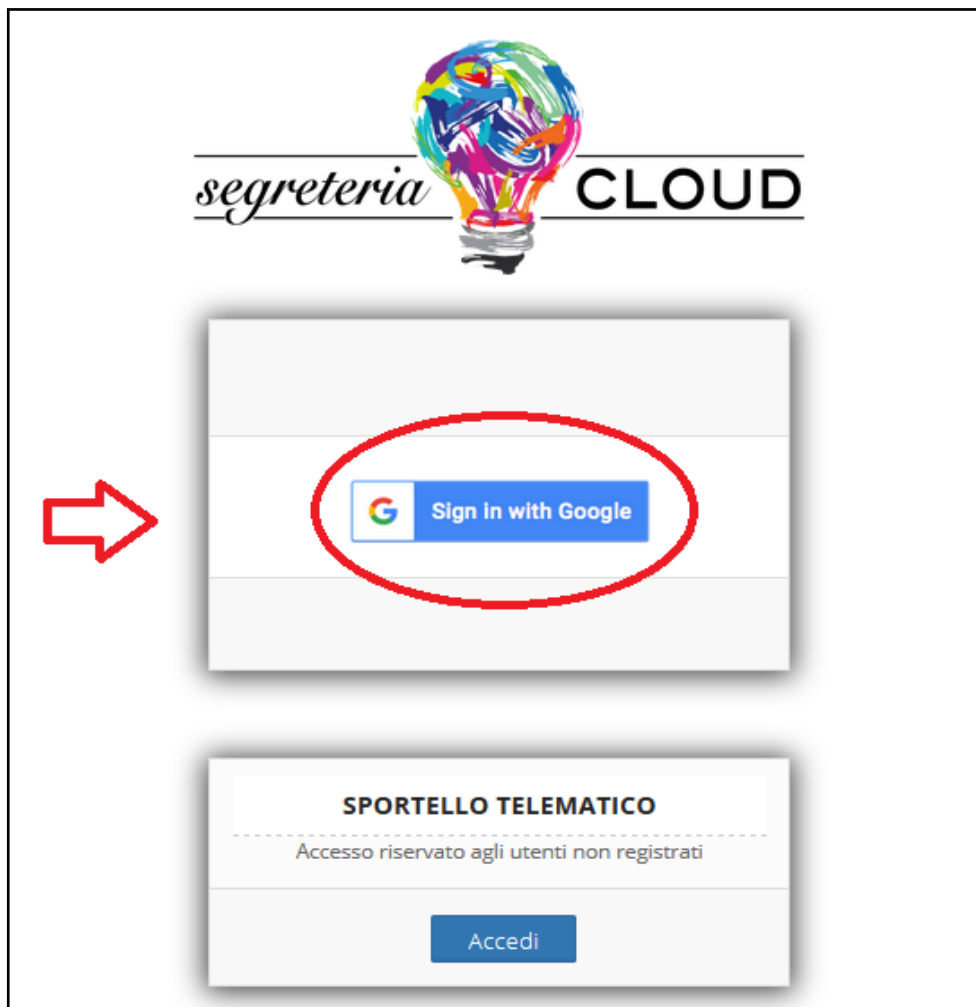 segreteria CLOUD
Sign in with Google
SPORTELLO TELEMATICO
Accesso riservato agli utenti non registrati
Accedi